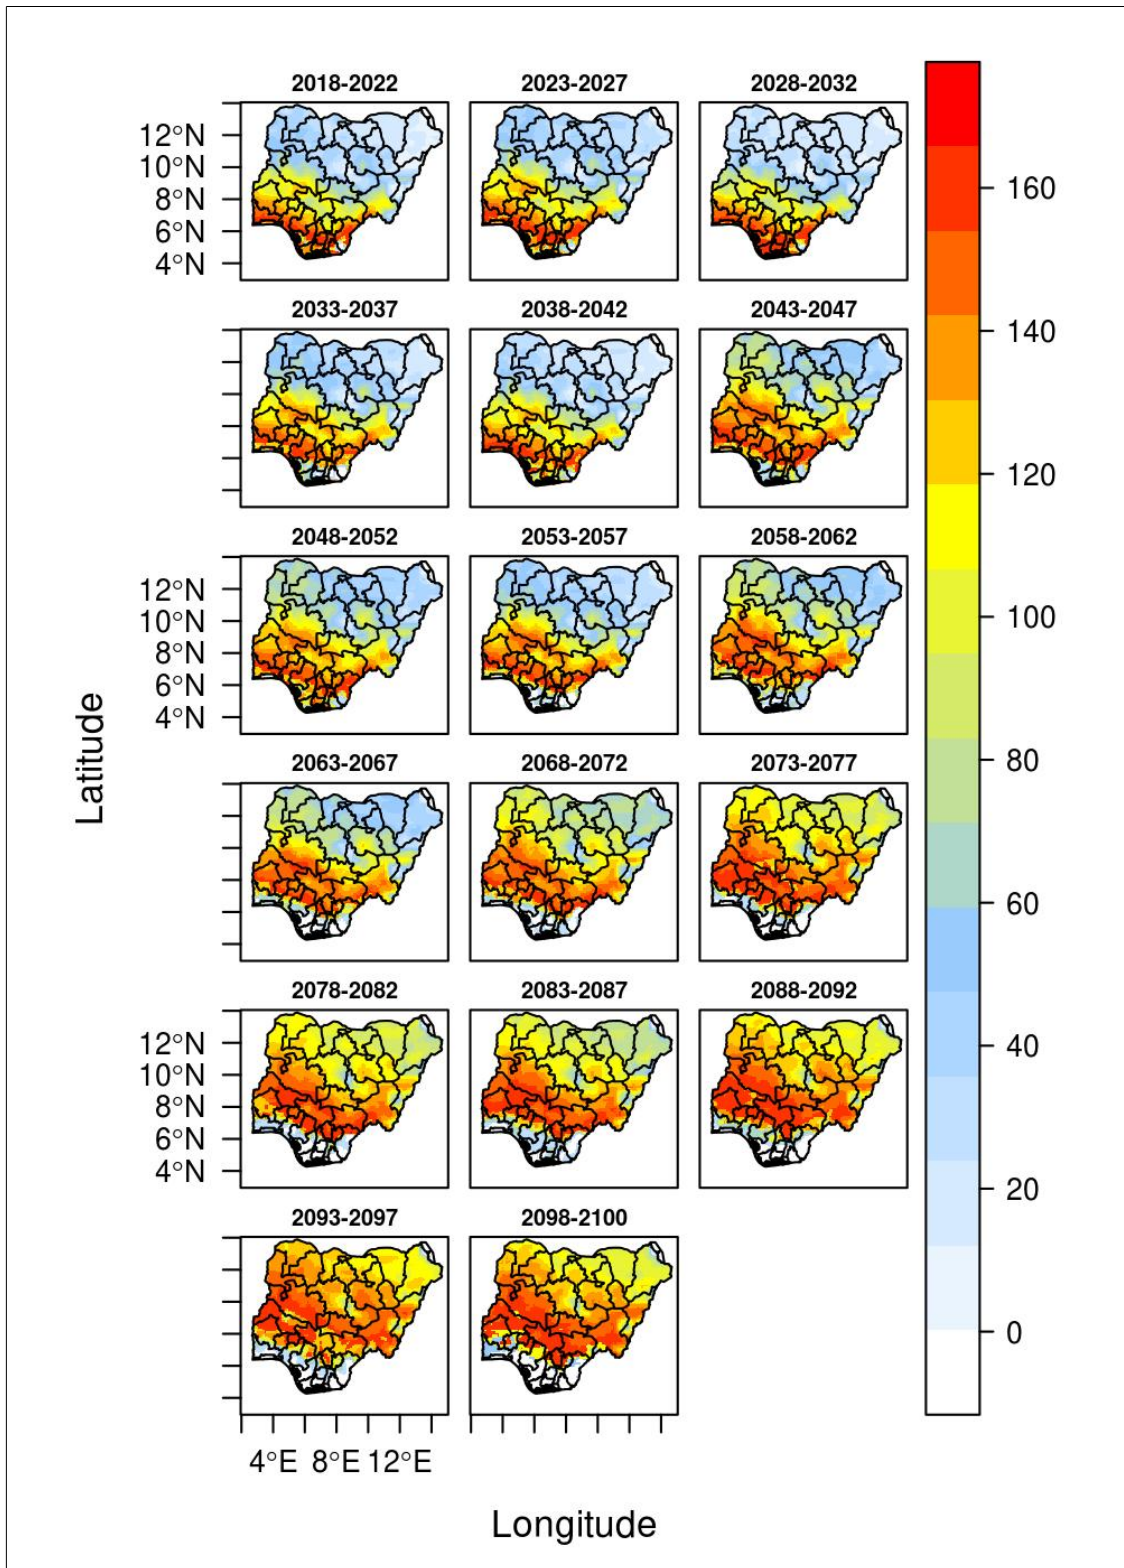 2018-2022 2023-2027 2028-2032
12°N
10°N
8°N
6°N
4°N
2033-2037 2038-2042 2043-2047
2048-2052 2053-2057 2058-2062
12°N
10°N
8°N
6°N
4°N
2063-2067 2068-2072 2073-2077
2078-2082 2083-2087 2088-2092
12°N
10°N
8°N
6°N
4°N
2093-2097 2098-2100
4°E 8°E 12°E
Latitude
Longitude
160
140
120
100
80
60
40
20
0